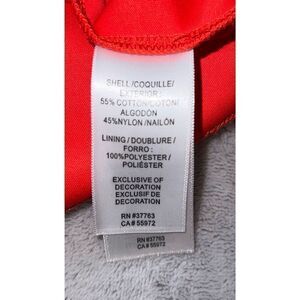 SHELL/COQUILLE/
EXTERIOR:
55% COTTON/COTON/
ALGODÓN
45%NYLON/NAILÓN
LINING/DOUBLURE/
FORRO:
100%POLYESTER/
POLIÉSTER
EXCLUSIVE OF
DECORATION
EXCLUSIF DE
DECORATION
RN #37763
CA# 55972
RN #37763
CA# 55972